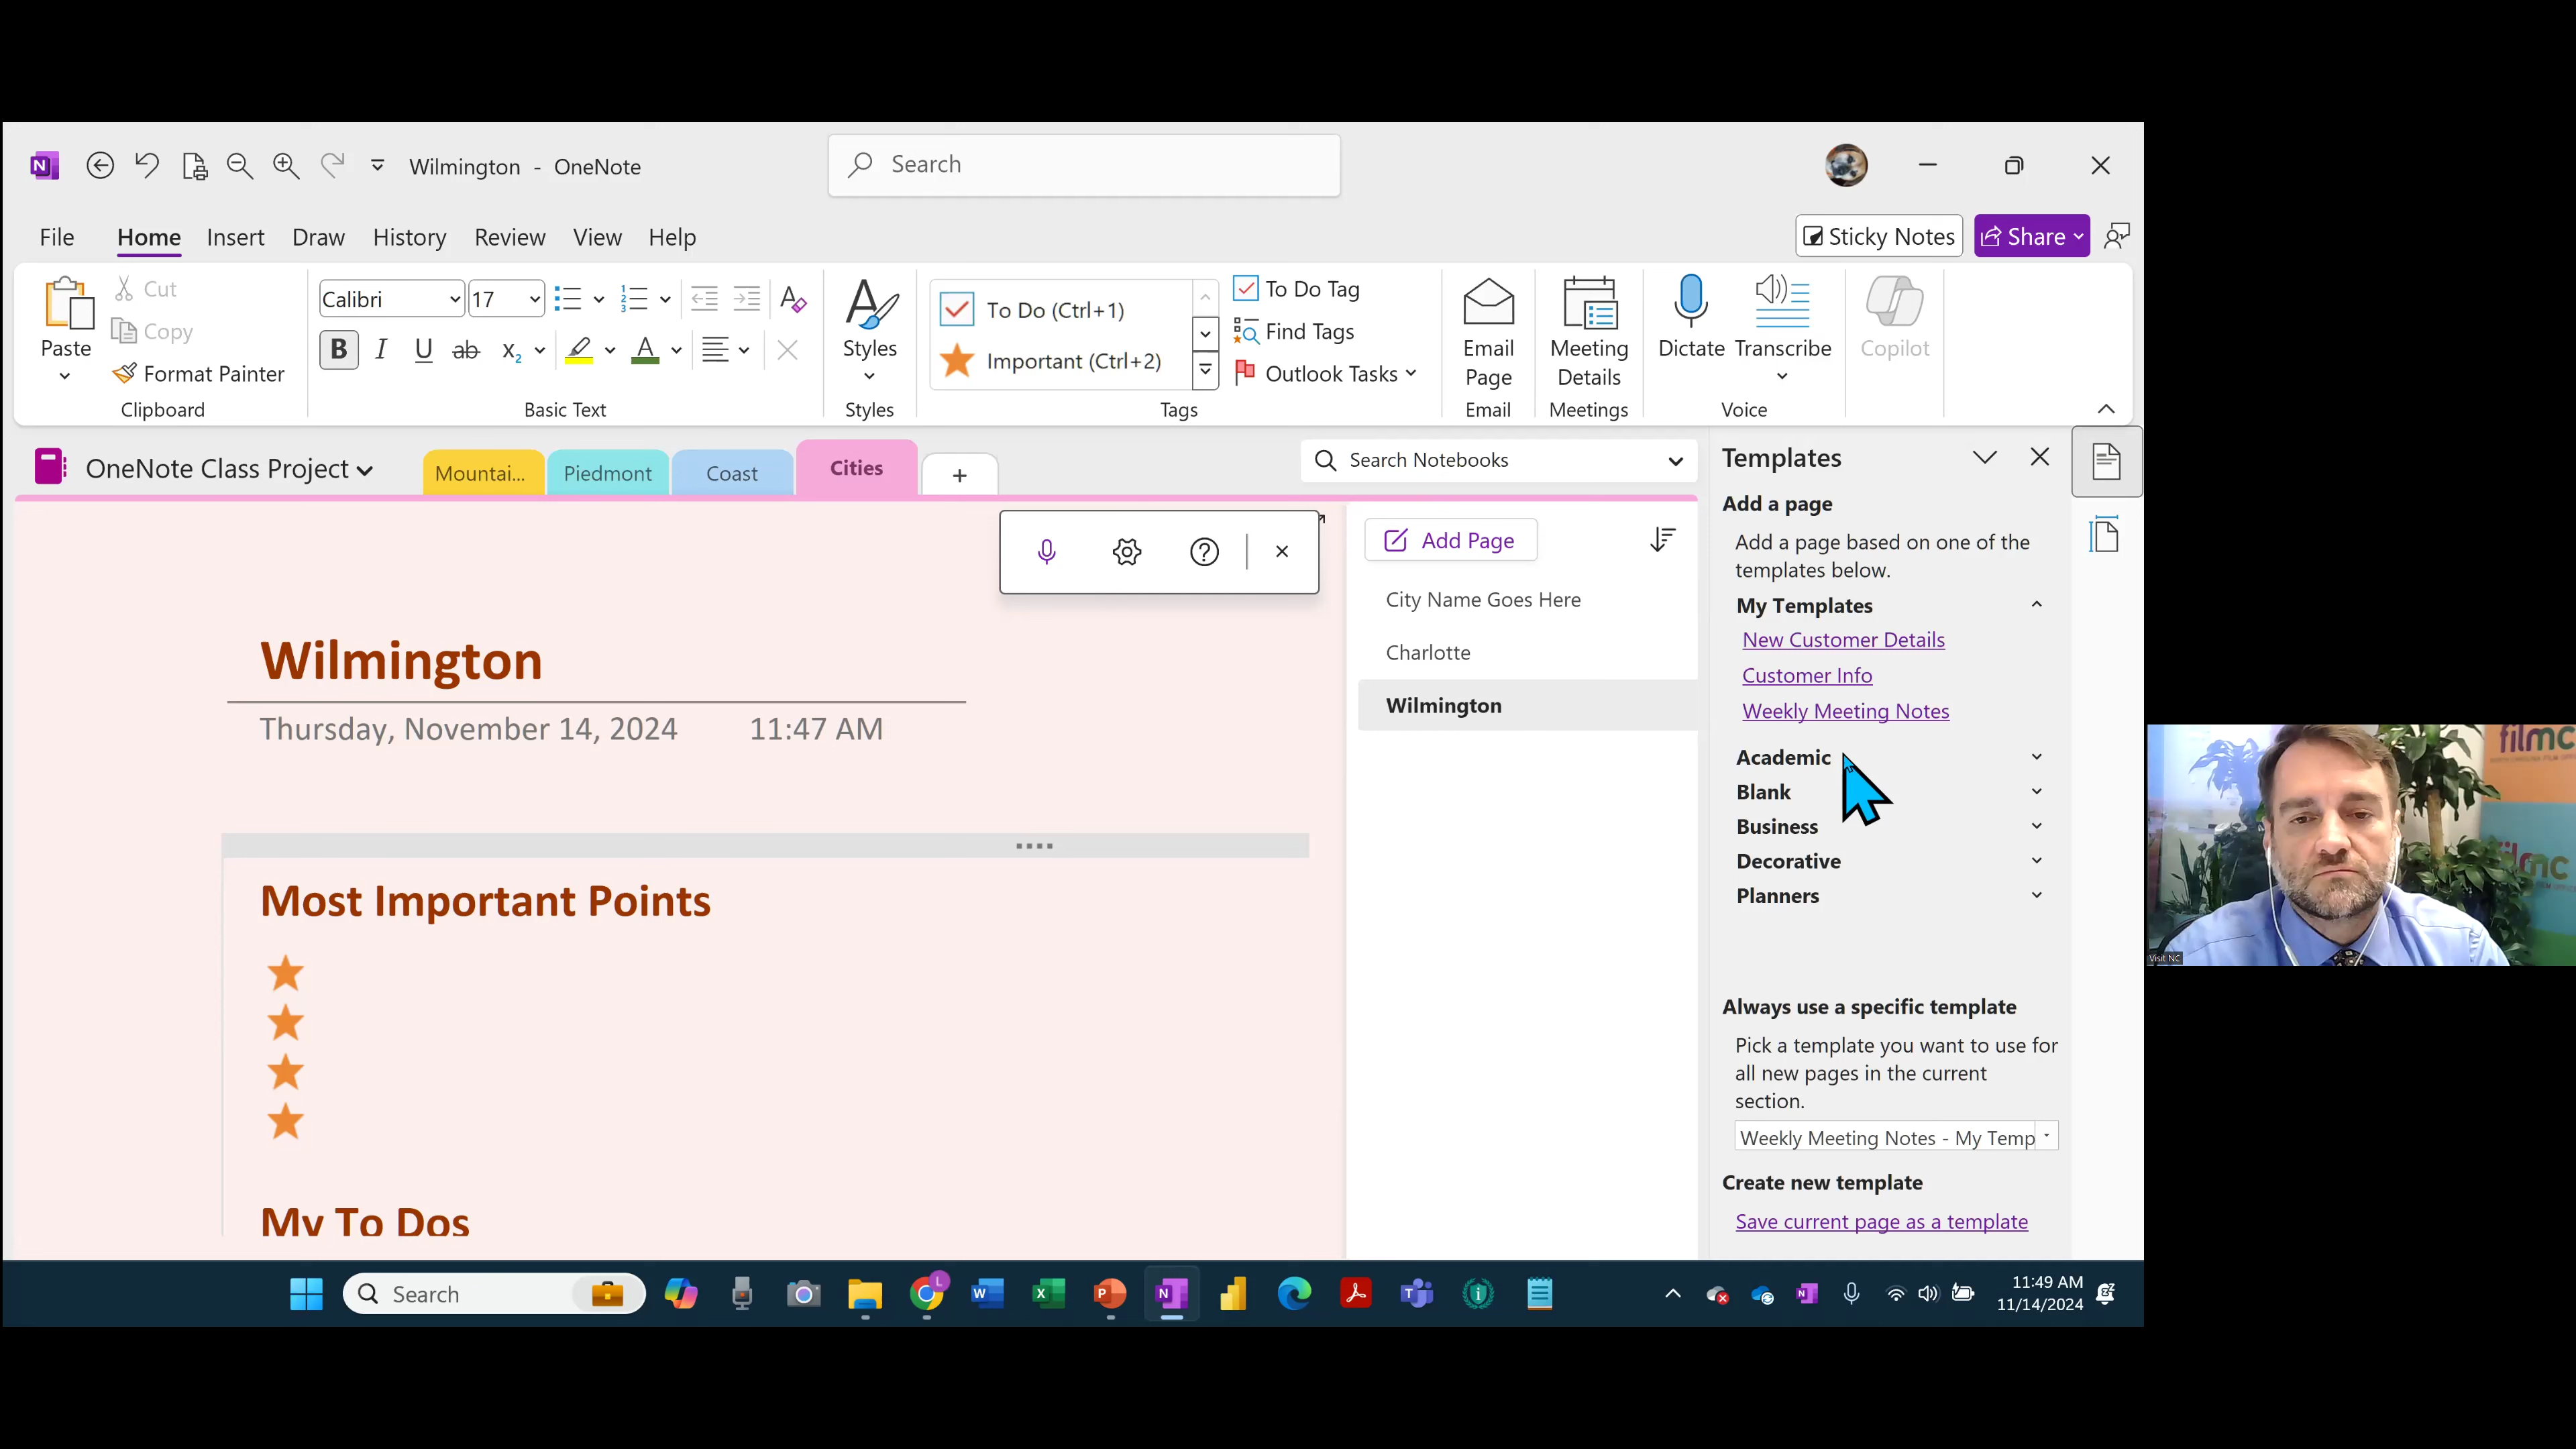 Wilmington - OneNote
Search
File Home Insert Draw History Review View Help
Sticky Notes
Share
Paste
Cut
Copy
Format Painter
Clipboard
Calibri
17
Basic Text
Styles
Styles
To Do (Ctrl+1)
Important (Ctrl+2)
To Do Tag
Find Tags
Outlook Tasks
Tags
Email
Page
Email
Meeting
Details
Meetings
Dictate
Transcribe
Voice
Copilot
OneNote Class Project
Mountai...
Piedmont
Coast
Cities
Search Notebooks
Wilmington
Thursday, November 14, 2024 11:47 AM
Most Important Points
My To Dos
Add Page
City Name Goes Here
Charlotte
Wilmington
Templates
Add a page
Add a page based on one of the
templates below.
My Templates
New Customer Details
Customer Info
Weekly Meeting Notes
Academic
Blank
Business
Decorative
Planners
Always use a specific template
Pick a template you want to use for
all new pages in the current
section.
Weekly Meeting Notes - My Temp
Create new template
Save current page as a template
filmc
Visit NC
Search
11:49 AM
11/14/2024